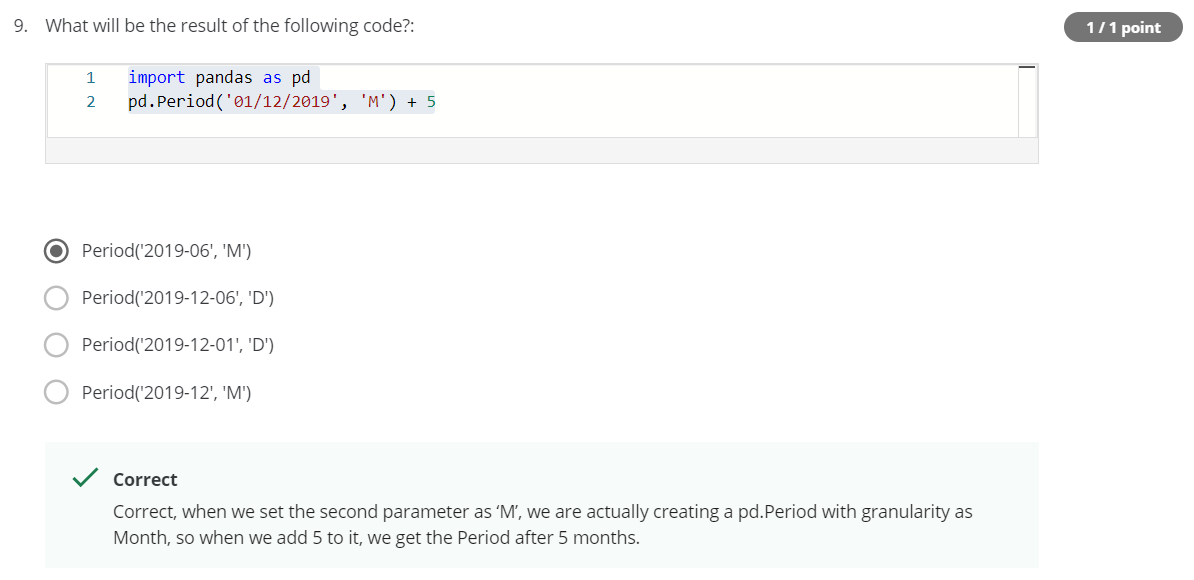 9. What will be the result of the following code?:
1 / 1 point
1 import pandas as pd
2 pd.Period('01/12/2019', 'M') + 5
Period('2019-06', 'M')
Period('2019-12-06', 'D')
Period('2019-12-01', 'D')
Period('2019-12', 'M')
Correct
Correct, when we set the second parameter as ‘M’, we are actually creating a pd.Period with granularity as
Month, so when we add 5 to it, we get the Period after 5 months.